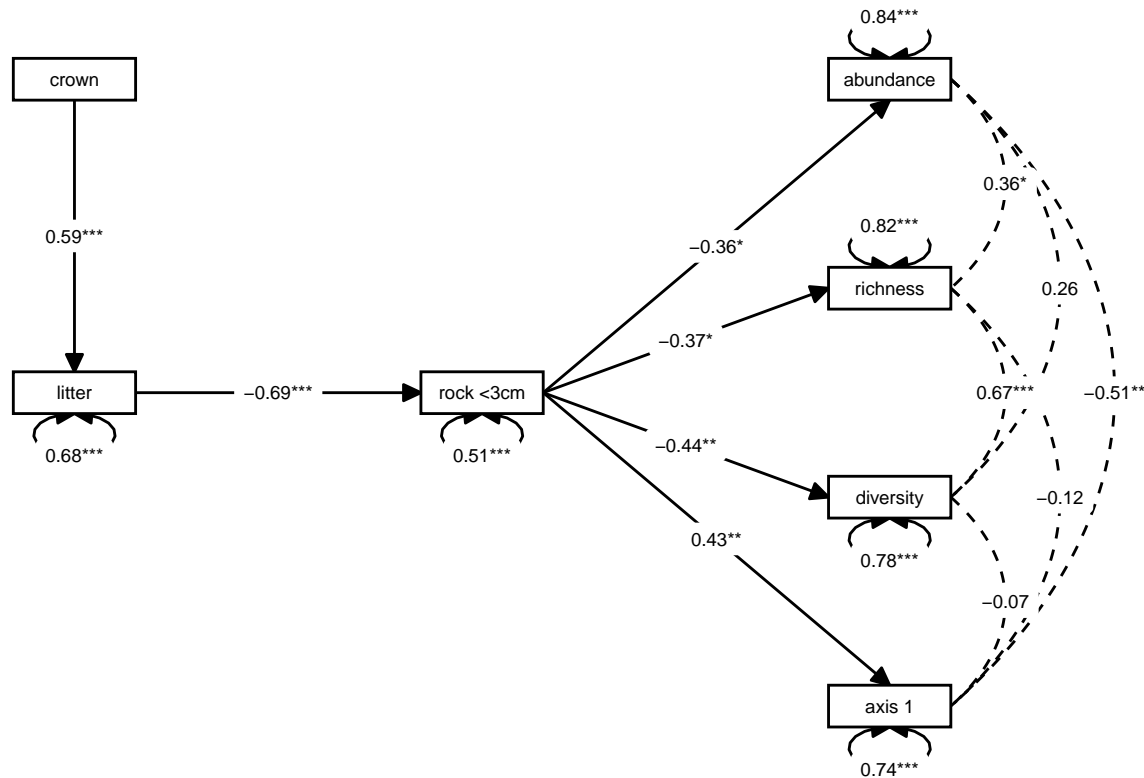 0.84***
crown
abundance
0.36*
0.59***
0.82***
−0.36*
richness
0.26
−0.37*
litter
−0.69***
rock <3cm
0.67***
−0.51**
0.68***
0.51***
−0.44**
diversity
−0.12
0.43**
0.78***
−0.07
axis 1
0.74***